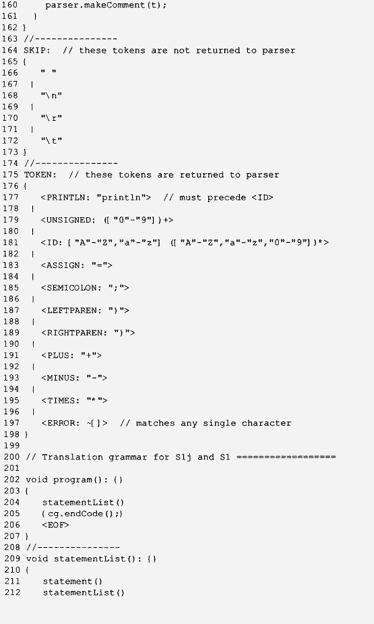 160 parser.makeComment(t);
161 }
162 }
163 //---------------
164 SKIP: // these tokens are not returned to parser
165 {
166 " "
167 |
168 "\n"
169 |
170 "\r"
171 |
172 "\t"
173 }
174 //---------------
175 TOKEN: // these tokens are returned to parser
176 {
177 <PRINTLN: "println"> // must precede <ID>
178 |
179 <UNSIGNED: (["0"-"9"])+>
180 |
181 <ID: ["A"-"Z","a"-"z"] (["A"-"Z","a"-"z","0"-"9"])*>
182 |
183 <ASSIGN: "=">
184 |
185 <SEMICOLON: ";">
186 |
187 <LEFTPAREN: ")">
188 |
189 <RIGHTPAREN: ")">
190 |
191 <PLUS: "+">
192 |
193 <MINUS: "-">
194 |
195 <TIMES: "*">
196 |
197 <ERROR: ~[]> // matches any single character
198 }
199
200 // Translation grammar for S1j and S1 =================
201
202 void program(): {}
203 {
204 statementList()
205 {cg.endCode();}
206 <EOF>
207 }
208 //---------------
209 void statementList(): {}
210 {
211 statement()
212 statementList()